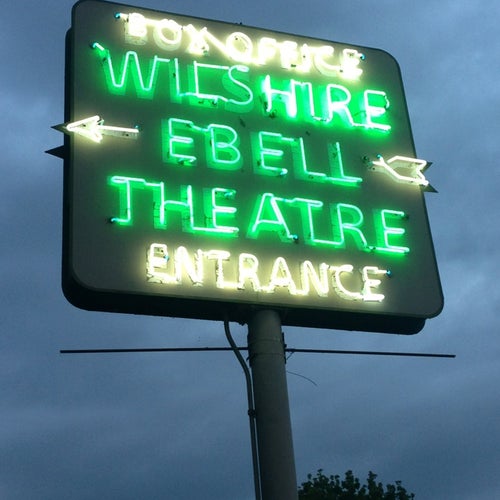 BOX OFFICE
WILSHIRE
EBELL
THEATRE
ENTRANCE